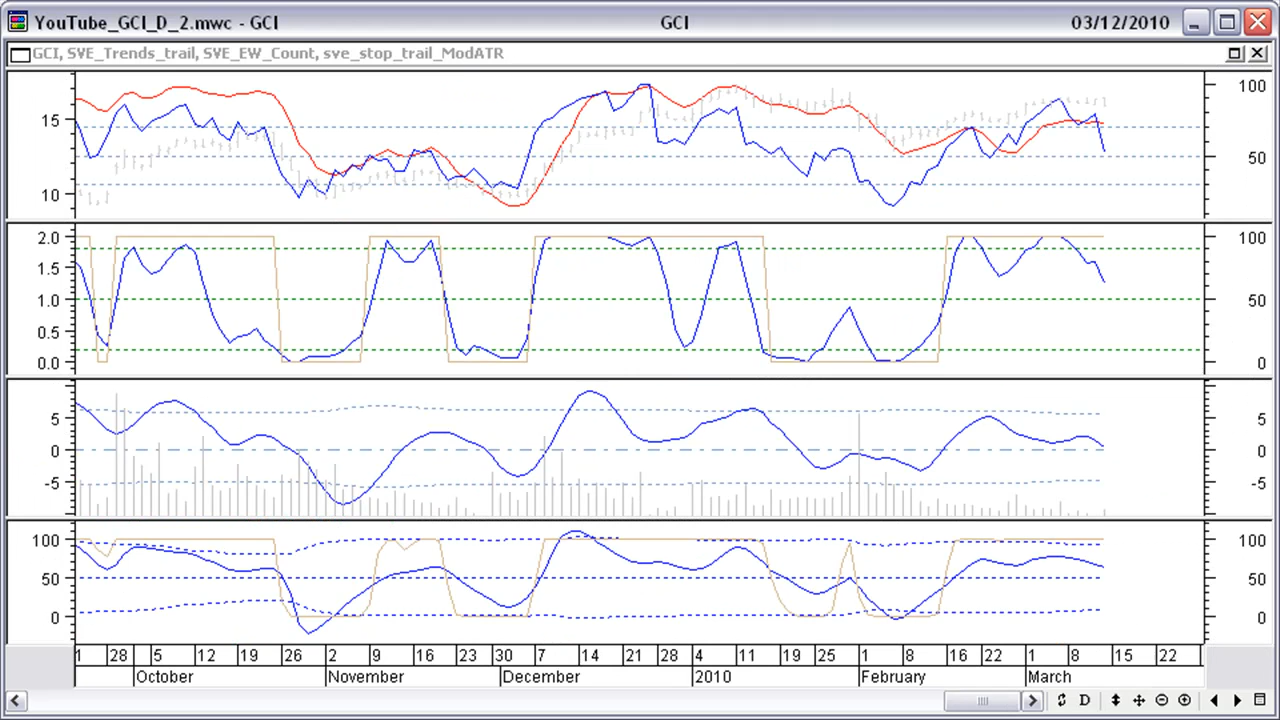 YouTube_GCI_D_2.mwc - GCI GCI 03/12/2010
GCI, SVE_Trends_trail, SVE_EW_Count, sve_stop_trail_ModATR
15 100
50
10
2.0 100
1.5
1.0 50
0.5
0.0 0
5 5
0 0
-5 -5
100 100
50 50
0 0
1 28 5 12 19 26 2 9 16 23 30 7 14 21 28 4 11 19 25 1 8 16 22 1 8 15 22
October November December 2010 February March
D